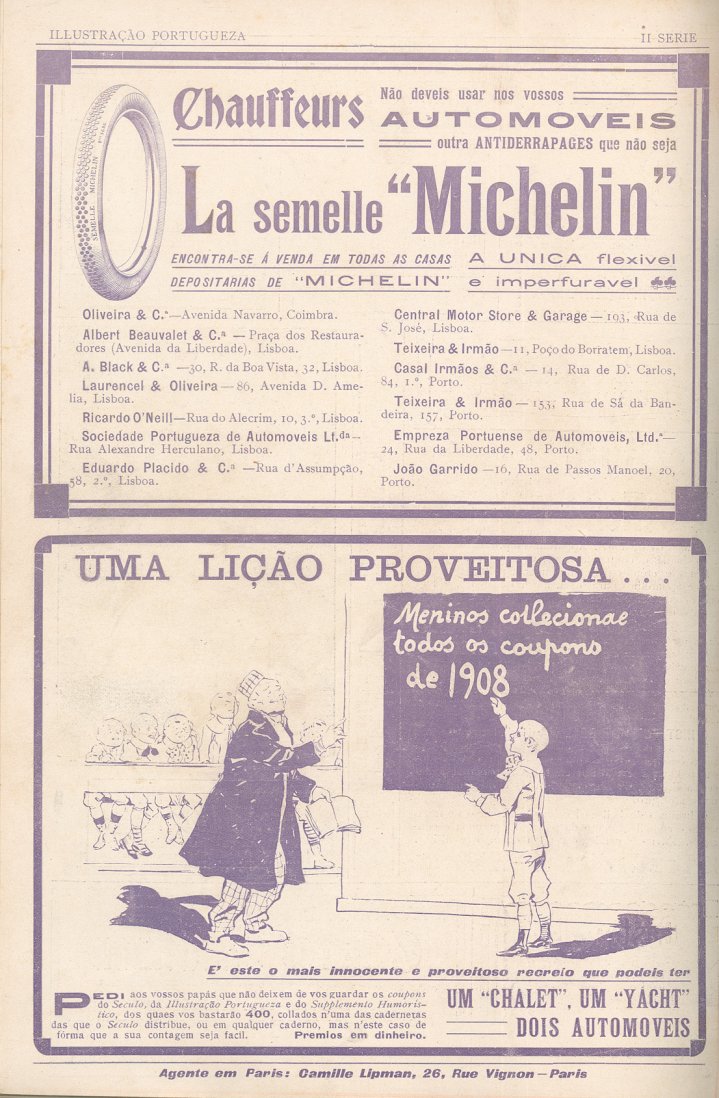 ILLUSTRAÇÃO PORTUGUEZA
II SERIE
SEMELLE MICHELIN
Chauffeurs
Não deveis usar nos vossos
AUTOMOVEIS
outra ANTIDERRAPAGES que não seja
La semelle "Michelin"
ENCONTRA-SE Á VENDA EM TODAS AS CASAS
DEPOSITARIAS DE "MICHELIN"
A UNICA flexivel
e imperfuravel
Oliveira & C.ª—Avenida Navarro, Coimbra.
Albert Beauvalet & C.ª — Praça dos Restaura-
dores (Avenida da Liberdade), Lisboa.
A. Black & C.ª —30, R. da Boa Vista, 32, Lisboa.
Laurencel & Oliveira—86, Avenida D. Ame-
lia, Lisboa.
Ricardo O'Neill—Rua do Alecrim, 10, 3.º, Lisboa.
Sociedade Portugueza de Automoveis Lt.da—
Rua Alexandre Herculano, Lisboa.
Eduardo Placido & C.ª —Rua d'Assumpção,
58, 2.º, Lisboa.
Central Motor Store & Garage—193, Rua de
S. José, Lisboa.
Teixeira & Irmão—11, Poço do Borratem, Lisboa.
Casal Irmãos & C.ª — 14, Rua de D. Carlos,
84, 1.º, Porto.
Teixeira & Irmão—153, Rua de Sá da Ban-
deira, 157, Porto.
Empreza Portuense de Automoveis, Ltd.ª—
24, Rua da Liberdade, 48, Porto.
João Garrido —16, Rua de Passos Manoel, 20,
Porto.
UMA LIÇÃO PROVEITOSA...
Meninos collecionae
todos os coupons
de 1908
E' este o mais innocente e proveitoso recreio que podeis ter
PEDI aos vossos papás que não deixem de vos guardar os coupons
do Seculo, da Illustração Portugueza e do Supplemento Humoris-
tico, dos quaes vos bastarão 400, collados n'uma das cadernetas
das que o Seculo distribue, ou em qualquer caderno, mas n'este caso de
fórma que a sua contagem seja facil. Premios em dinheiro.
UM "CHALET", UM "YACHT"
DOIS AUTOMOVEIS
Agente em Paris: Camille Lipman, 26, Rue Vignon—Paris